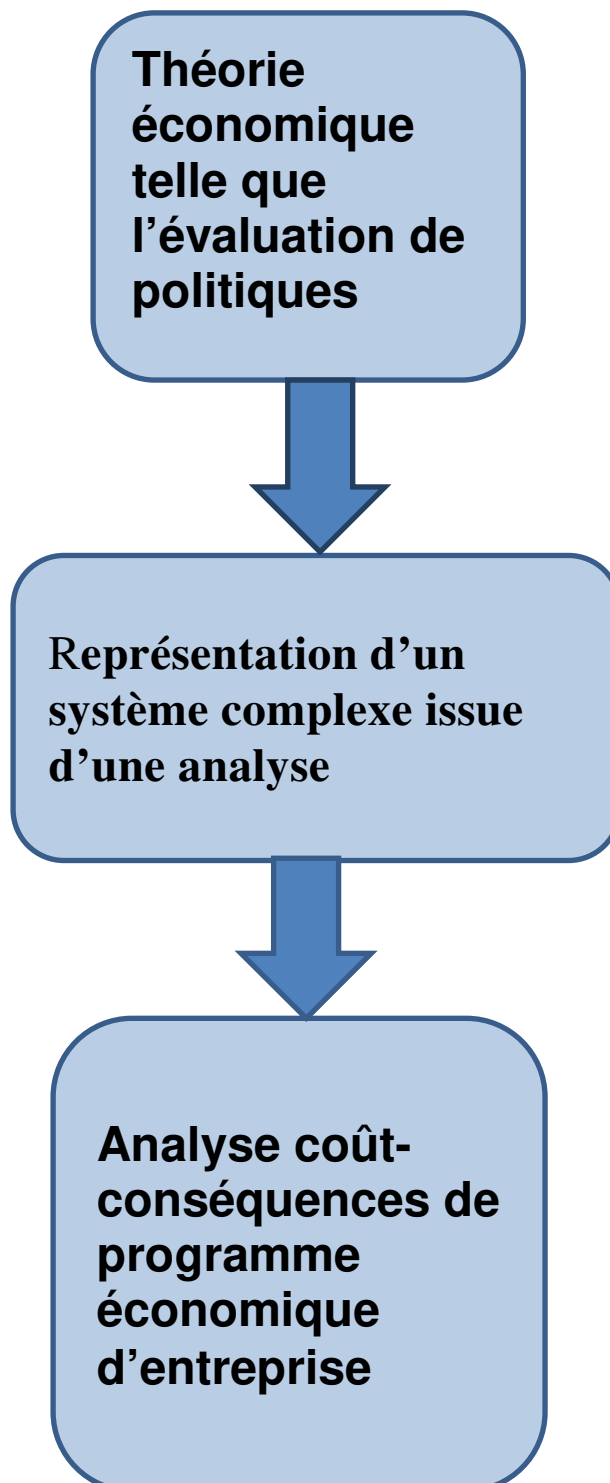 Théorie
économique
telle que
l’évaluation de
politiques
Représentation d’un
système complexe issue
d’une analyse
Analyse coût-
conséquences de
programme
économique
d’entreprise